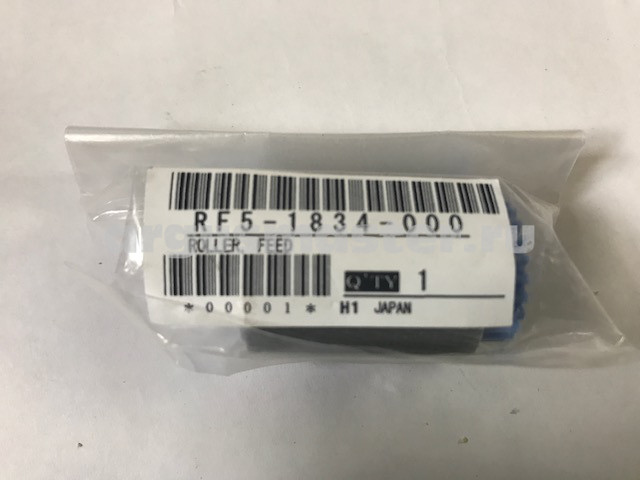 RF5-1834-000
ROLLER, FEED
Q'TY 1
*00001*
H1 JAPAN